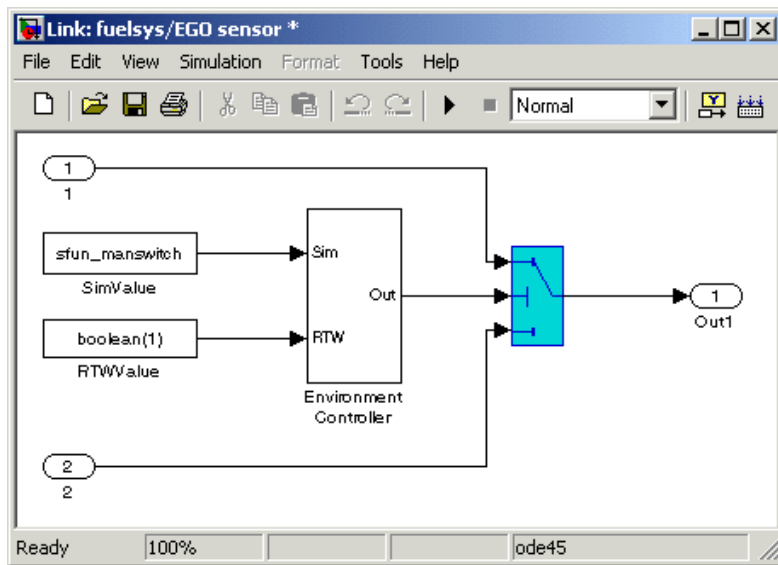 Link: fuelsys/EGO sensor *
File Edit View Simulation Format Tools Help
Normal
1
1
sfun_manswitch
SimValue
boolean(1)
RTWValue
Sim
Out
RTW
Environment
Controller
1
Out1
2
2
Ready 100% ode45